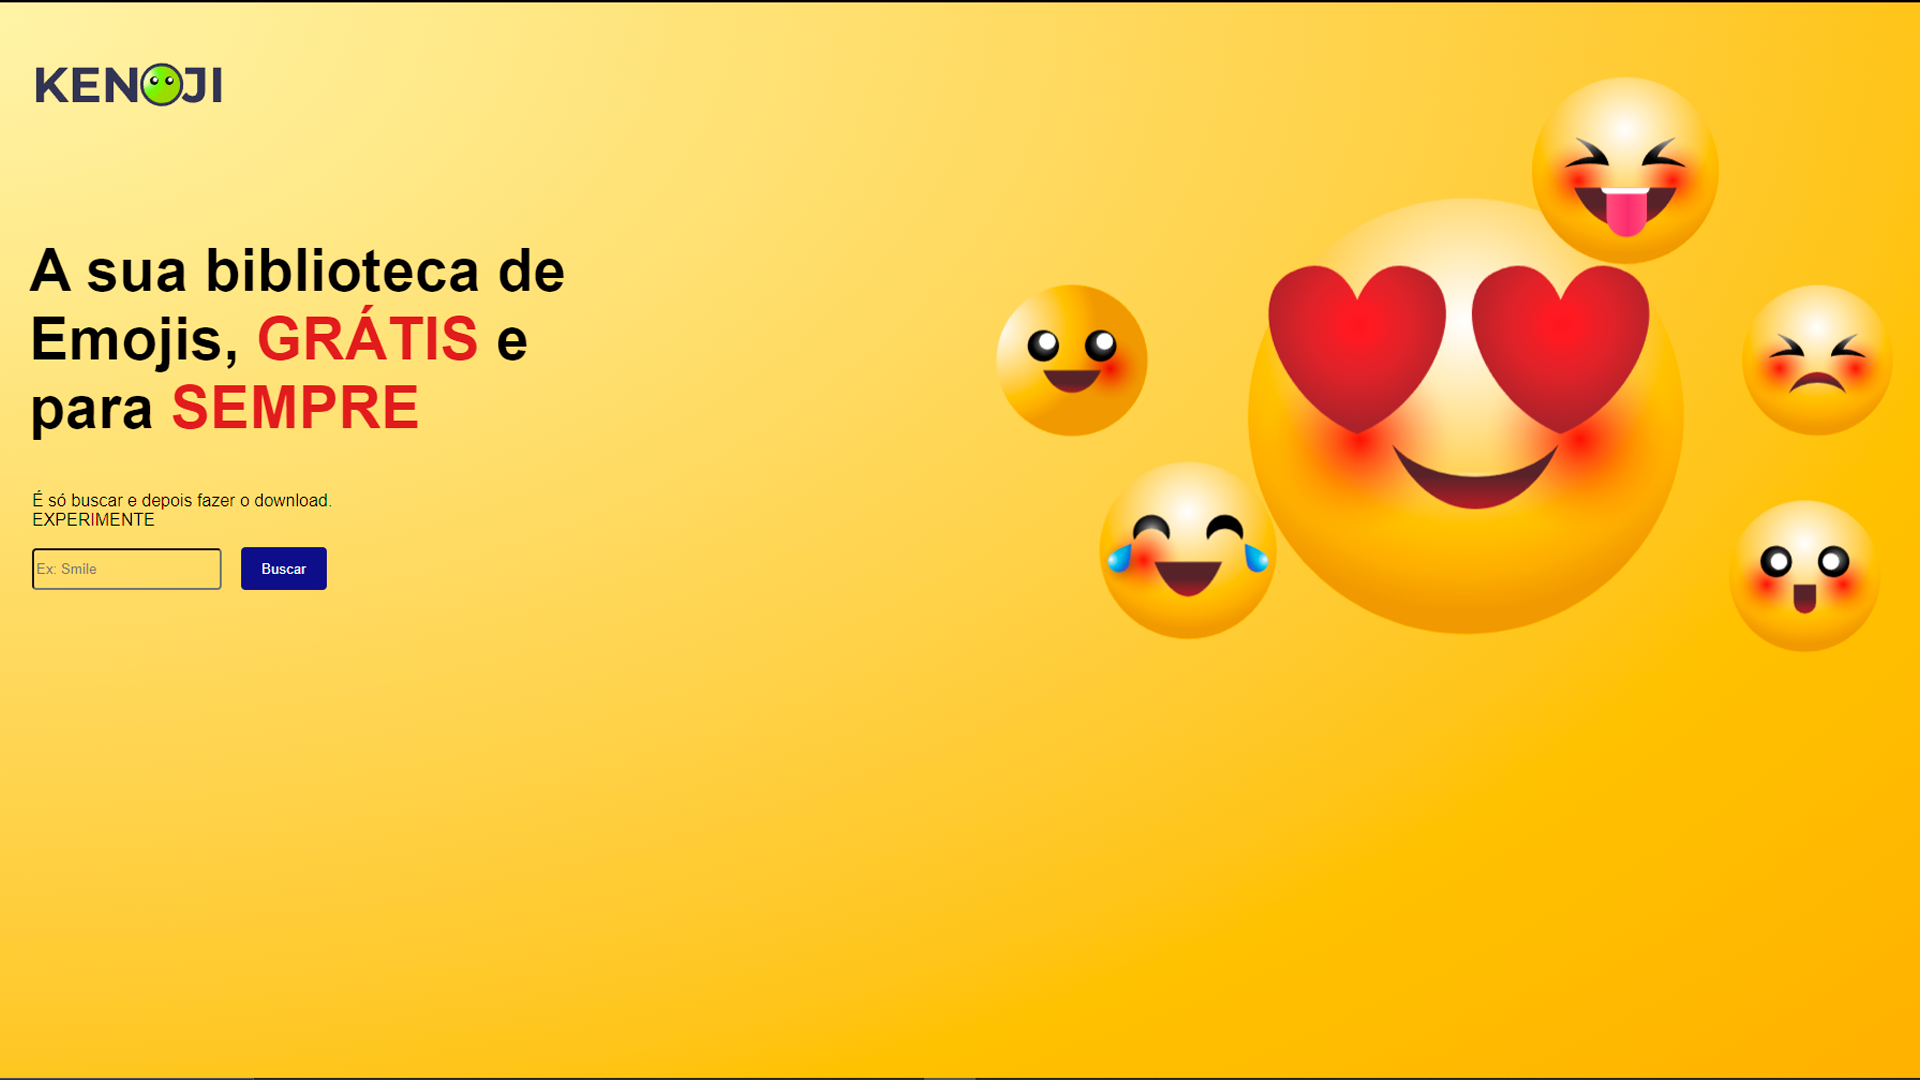 KENOJI
A sua biblioteca de
Emojis, GRÁTIS e
para SEMPRE
É só buscar e depois fazer o download.
EXPERIMENTE
Ex: Smile
Buscar